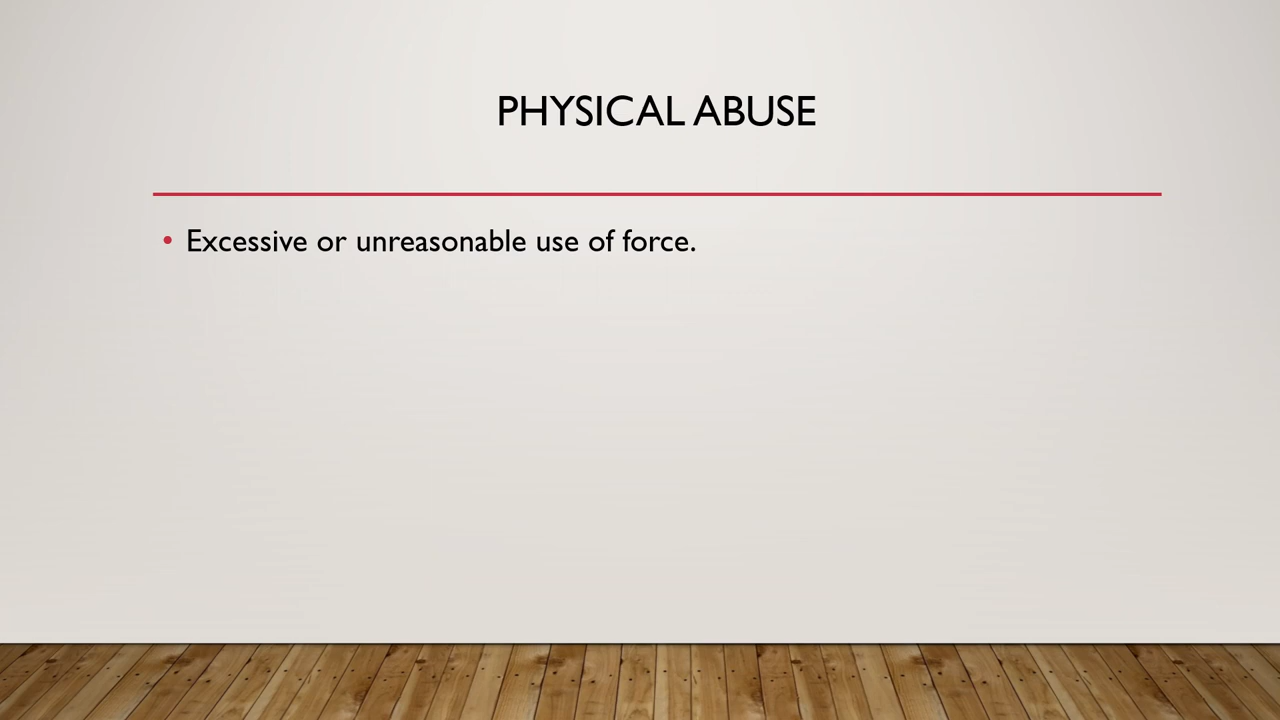 PHYSICAL ABUSE
• Excessive or unreasonable use of force.